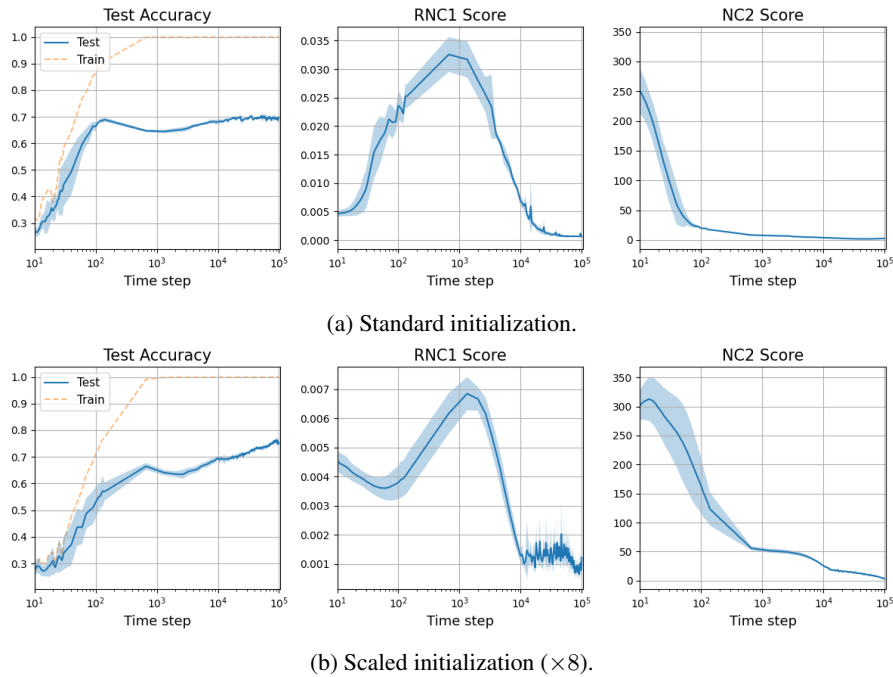 Test Accuracy
1.0
0.9
0.8
0.7
0.6
0.5
0.4
0.3
Test
Train
10^1 10^2 10^3 10^4 10^5
Time step
RNC1 Score
0.035
0.030
0.025
0.020
0.015
0.010
0.005
0.000
10^1 10^2 10^3 10^4 10^5
Time step
NC2 Score
350
300
250
200
150
100
50
0
10^1 10^2 10^3 10^4 10^5
Time step
(a) Standard initialization.
Test Accuracy
1.0
0.9
0.8
0.7
0.6
0.5
0.4
0.3
Test
Train
10^1 10^2 10^3 10^4 10^5
Time step
RNC1 Score
0.007
0.006
0.005
0.004
0.003
0.002
0.001
10^1 10^2 10^3 10^4 10^5
Time step
NC2 Score
350
300
250
200
150
100
50
0
10^1 10^2 10^3 10^4 10^5
Time step
(b) Scaled initialization (×8).